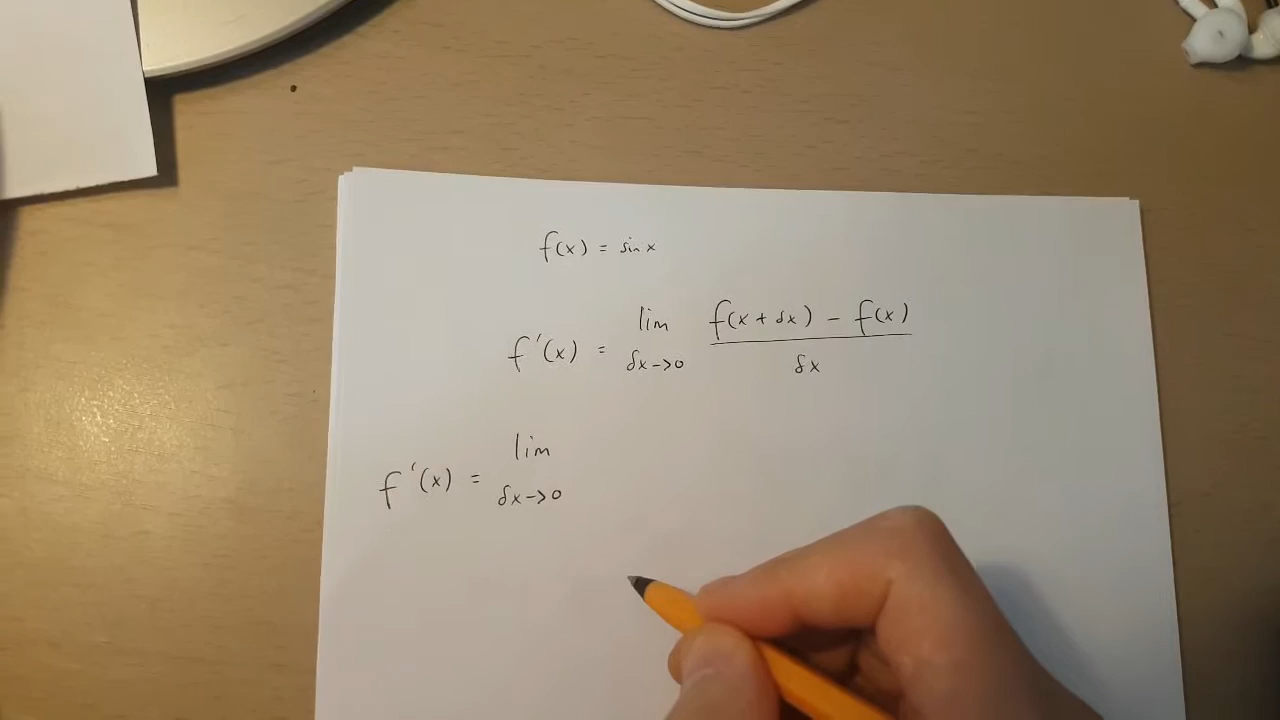 f(x) = sin x
f'(x) = lim δx→0 f(x + δx) − f(x) / δx
f'(x) = lim δx→0